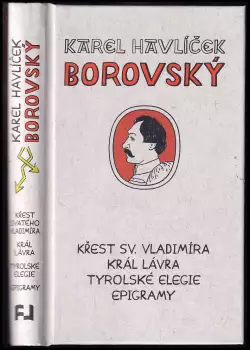 KAREL HAVLÍČEK
BOROVSKÝ
KŘEST
SVATÉHO
VLADIMÍRA
KRÁL
LÁVRA
TYROLSKÉ
ELEGIE
EPIGRAMY
KAREL HAVLÍČEK
BOROVSKÝ
KŘEST SV. VLADIMÍRA
KRÁL LÁVRA
TYROLSKÉ ELEGIE
EPIGRAMY